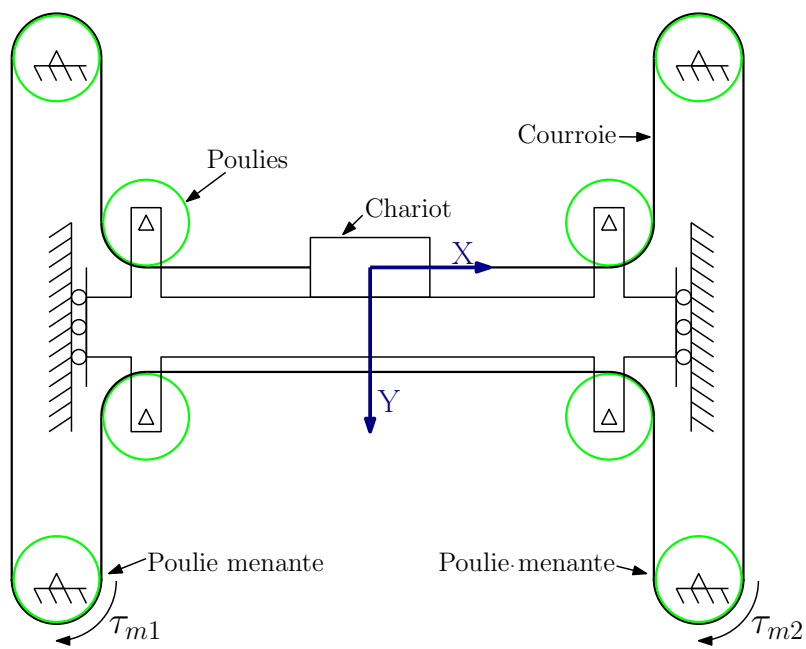 Courroie
Poulies
Chariot
X
Y
Poulie menante
Poulie menante
τm1
τm2